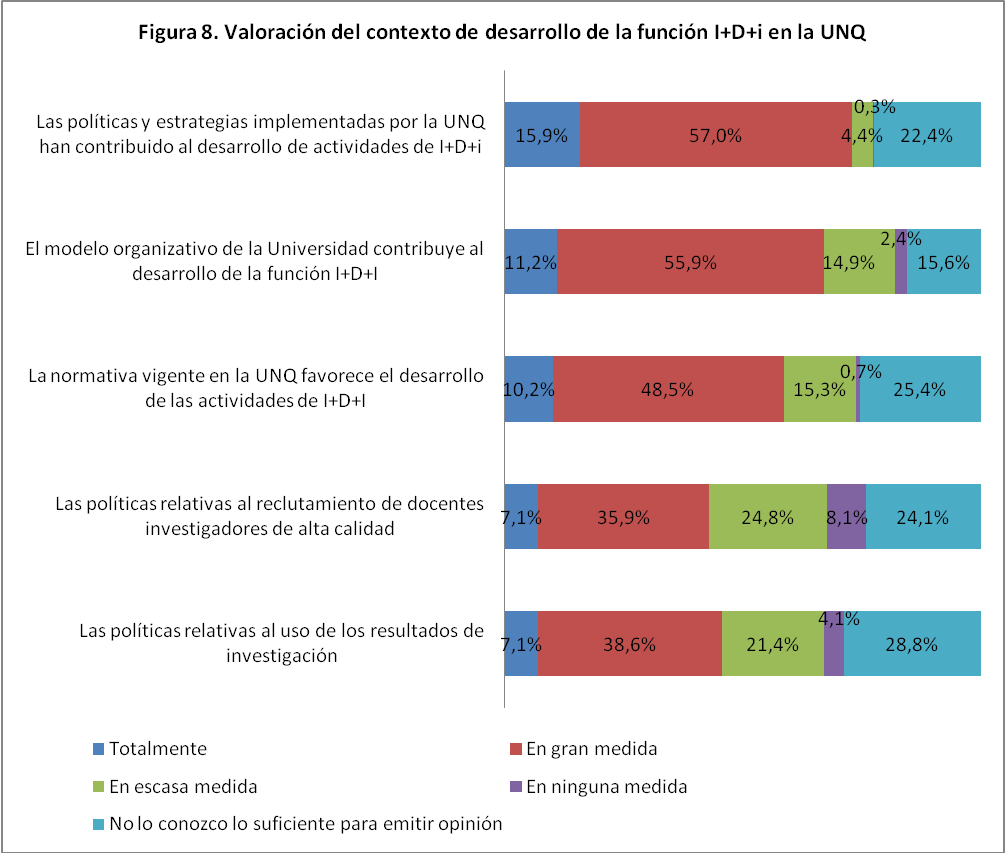 Figura 8. Valoración del contexto de desarrollo de la función I+D+i en la UNQ
Las políticas y estrategias implementadas por la UNQ
han contribuido al desarrollo de actividades de I+D+i
15,9%
57,0%
4,4%
0,3%
22,4%
El modelo organizativo de la Universidad contribuye al
desarrollo de la función I+D+I
11,2%
55,9%
14,9%
2,4%
15,6%
La normativa vigente en la UNQ favorece el desarrollo
de las actividades de I+D+I
10,2%
48,5%
15,3%
0,7%
25,4%
Las políticas relativas al reclutamiento de docentes
investigadores de alta calidad
7,1%
35,9%
24,8%
8,1%
24,1%
Las políticas relativas al uso de los resultados de
investigación
7,1%
38,6%
21,4%
4,1%
28,8%
Totalmente
En gran medida
En escasa medida
En ninguna medida
No lo conozco lo suficiente para emitir opinión